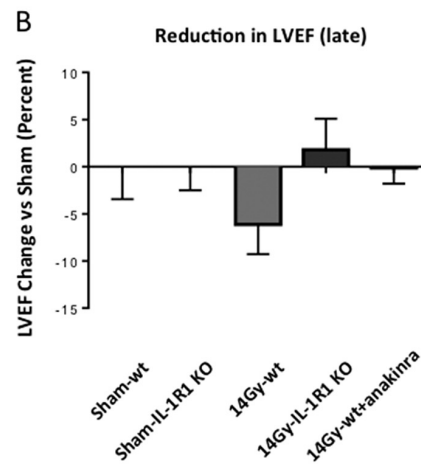 B
Reduction in LVEF (late)
LVEF Change vs Sham (Percent)
10
5
0
-5
-10
-15
Sham-wt
Sham-IL-1R1 KO
14Gy-wt
14Gy-IL-1R1 KO
14Gy-wt+anakinra